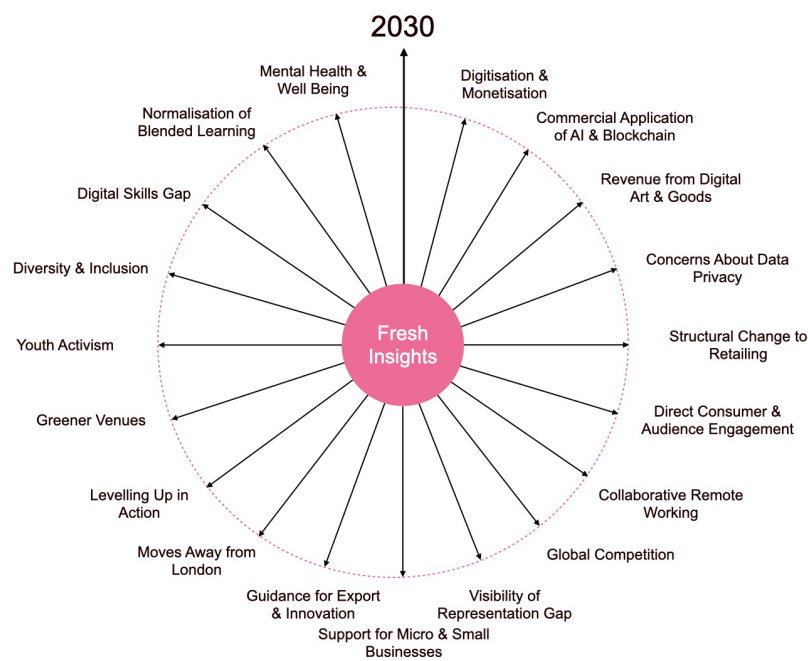 2030
Digitisation &
Monetisation
Commercial Application
of AI & Blockchain
Revenue from Digital
Art & Goods
Concerns About Data
Privacy
Structural Change to
Retailing
Direct Consumer &
Audience Engagement
Collaborative Remote
Working
Global Competition
Visibility of
Representation Gap
Support for Micro & Small
Businesses
Guidance for Export
& Innovation
Moves Away from
London
Levelling Up in
Action
Greener Venues
Youth Activism
Diversity & Inclusion
Digital Skills Gap
Normalisation of
Blended Learning
Mental Health &
Well Being
Fresh
Insights